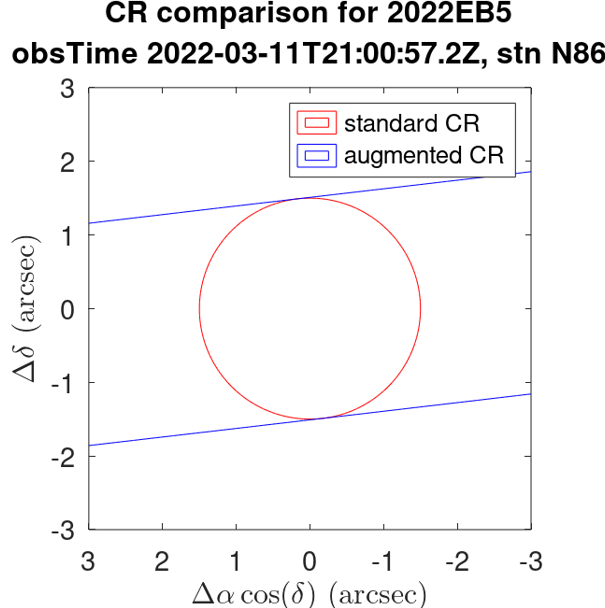 CR comparison for 2022EB5
obsTime 2022-03-11T21:00:57.2Z, stn N86
standard CR
augmented CR
3
2
1
0
-1
-2
-3
Δδ (arcsec)
3 2 1 0 -1 -2 -3
Δα cos(δ) (arcsec)